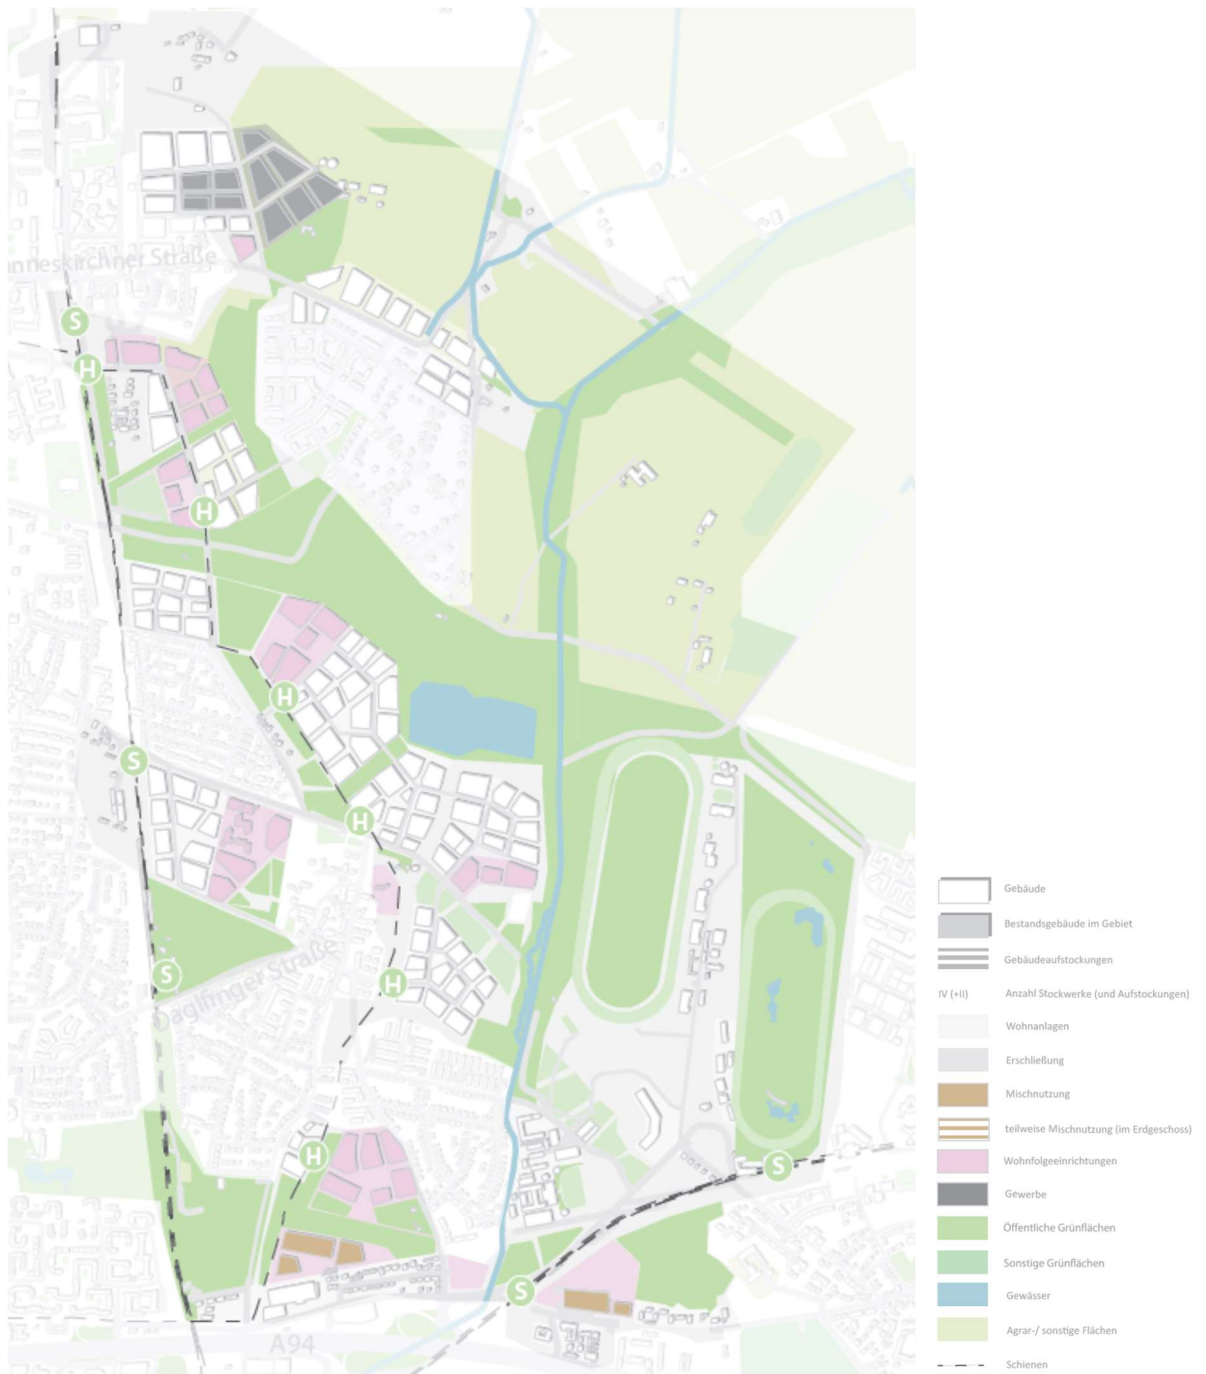 nneskirchner Straße
S
H
H
H
H
S
H
S
Daglfinger Straße
H
H
S
S
A94
Gebäude
Bestandsgebäude im Gebiet
Gebäudeaufstockungen
IV (+II) Anzahl Stockwerke (und Aufstockungen)
Wohnanlagen
Erschließung
Mischnutzung
teilweise Mischnutzung (im Erdgeschoss)
Wohnfolgeeinrichtungen
Gewerbe
Öffentliche Grünflächen
Sonstige Grünflächen
Gewässer
Agrar-/ sonstige Flächen
Schienen